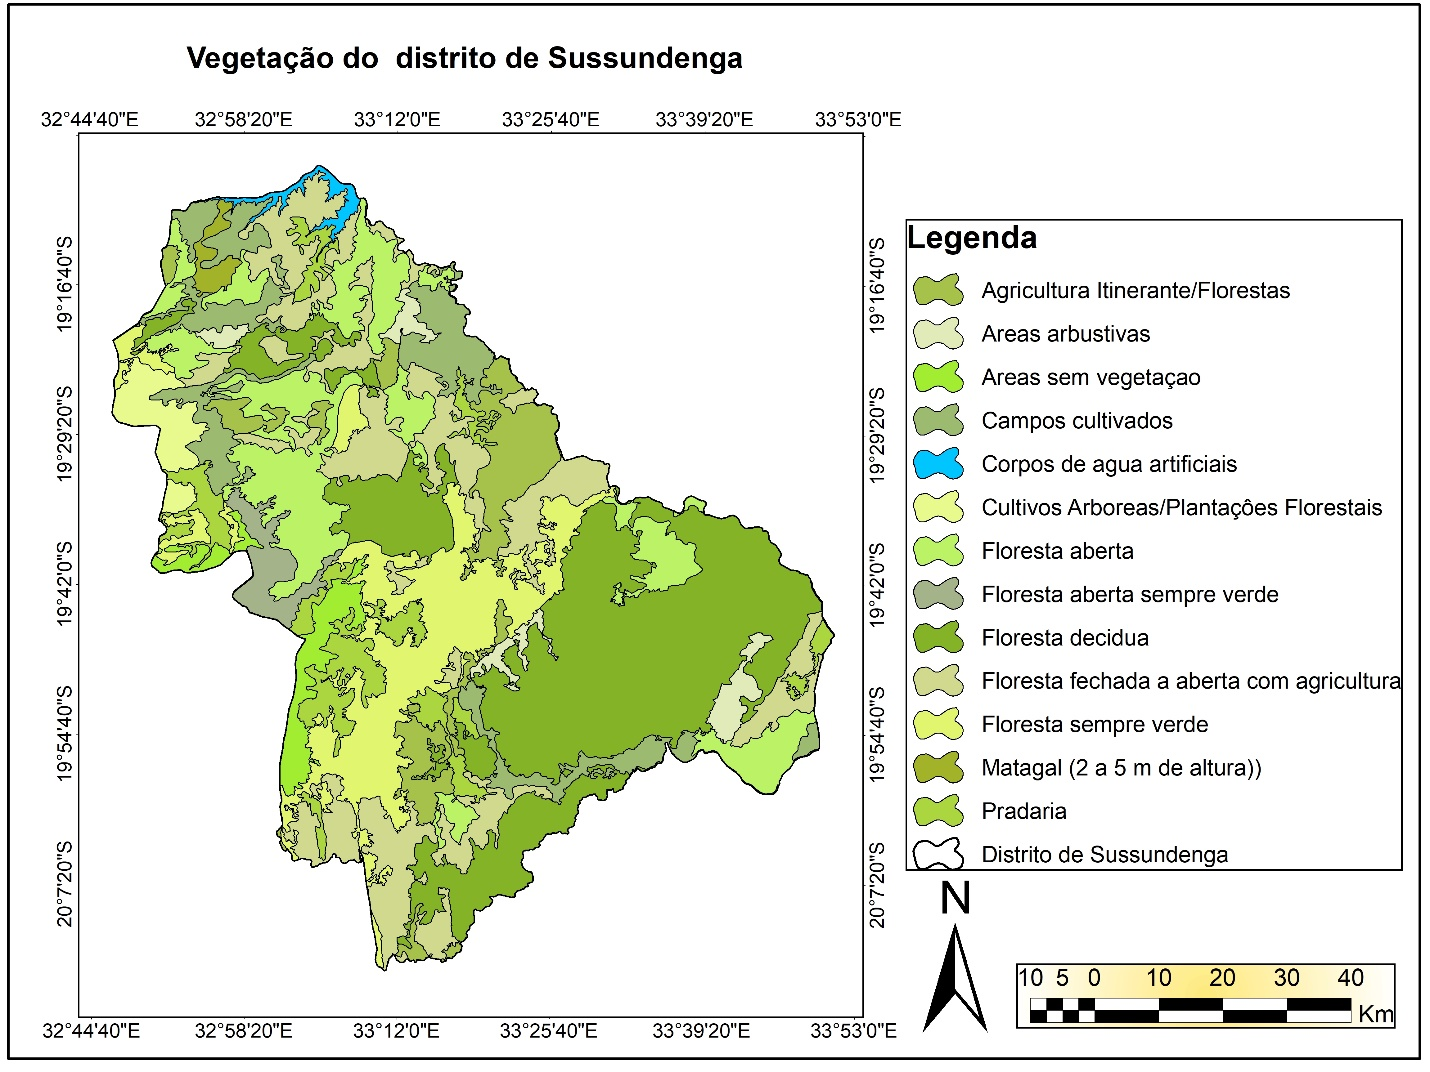 Vegetação do  distrito de Sussundenga
32°44'40"E 32°58'20"E 33°12'0"E 33°25'40"E 33°39'20"E 33°53'0"E
19°16'40"S
19°29'20"S
19°42'0"S
19°54'40"S
20°7'20"S
19°16'40"S
19°29'20"S
19°42'0"S
19°54'40"S
20°7'20"S
32°44'40"E 32°58'20"E 33°12'0"E 33°25'40"E 33°39'20"E 33°53'0"E
Legenda
Agricultura Itinerante/Florestas
Areas arbustivas
Areas sem vegetaçao
Campos cultivados
Corpos de agua artificiais
Cultivos Arboreas/Plantações Florestais
Floresta aberta
Floresta aberta sempre verde
Floresta decidua
Floresta fechada a aberta com agricultura
Floresta sempre verde
Matagal (2 a 5 m de altura))
Pradaria
Distrito de Sussundenga
N
10 5 0 10 20 30 40
Km